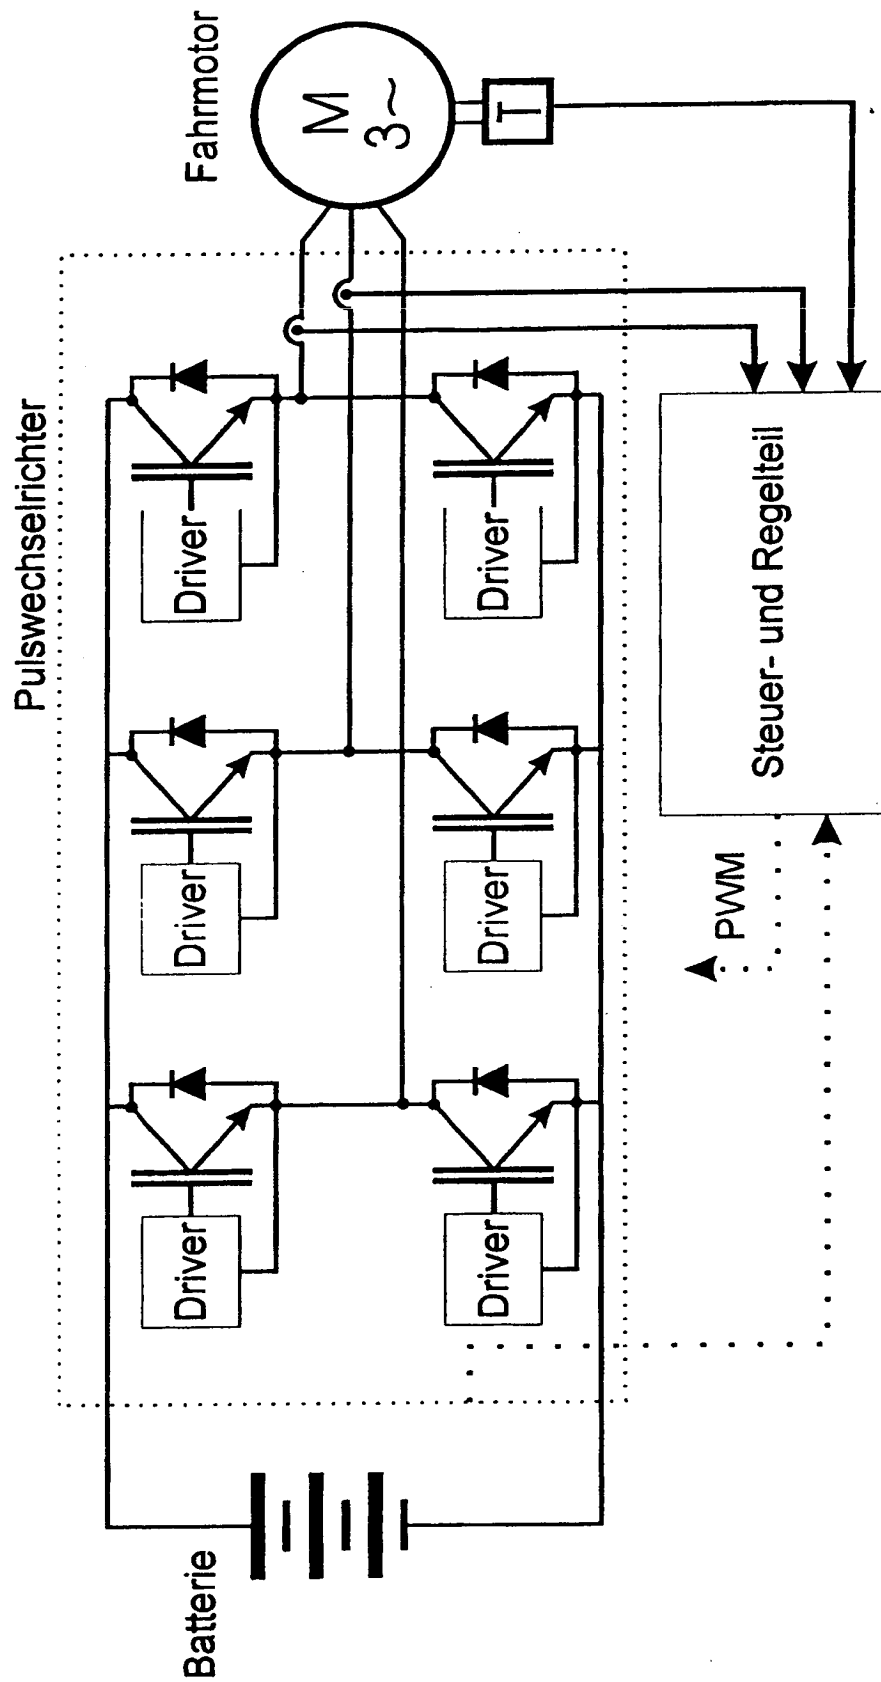 Pulswechselrichter
Fahrmotor
Batterie
Driver
Driver
Driver
Driver
Driver
Driver
M
3~
T
PWM
Steuer- und Regelteil